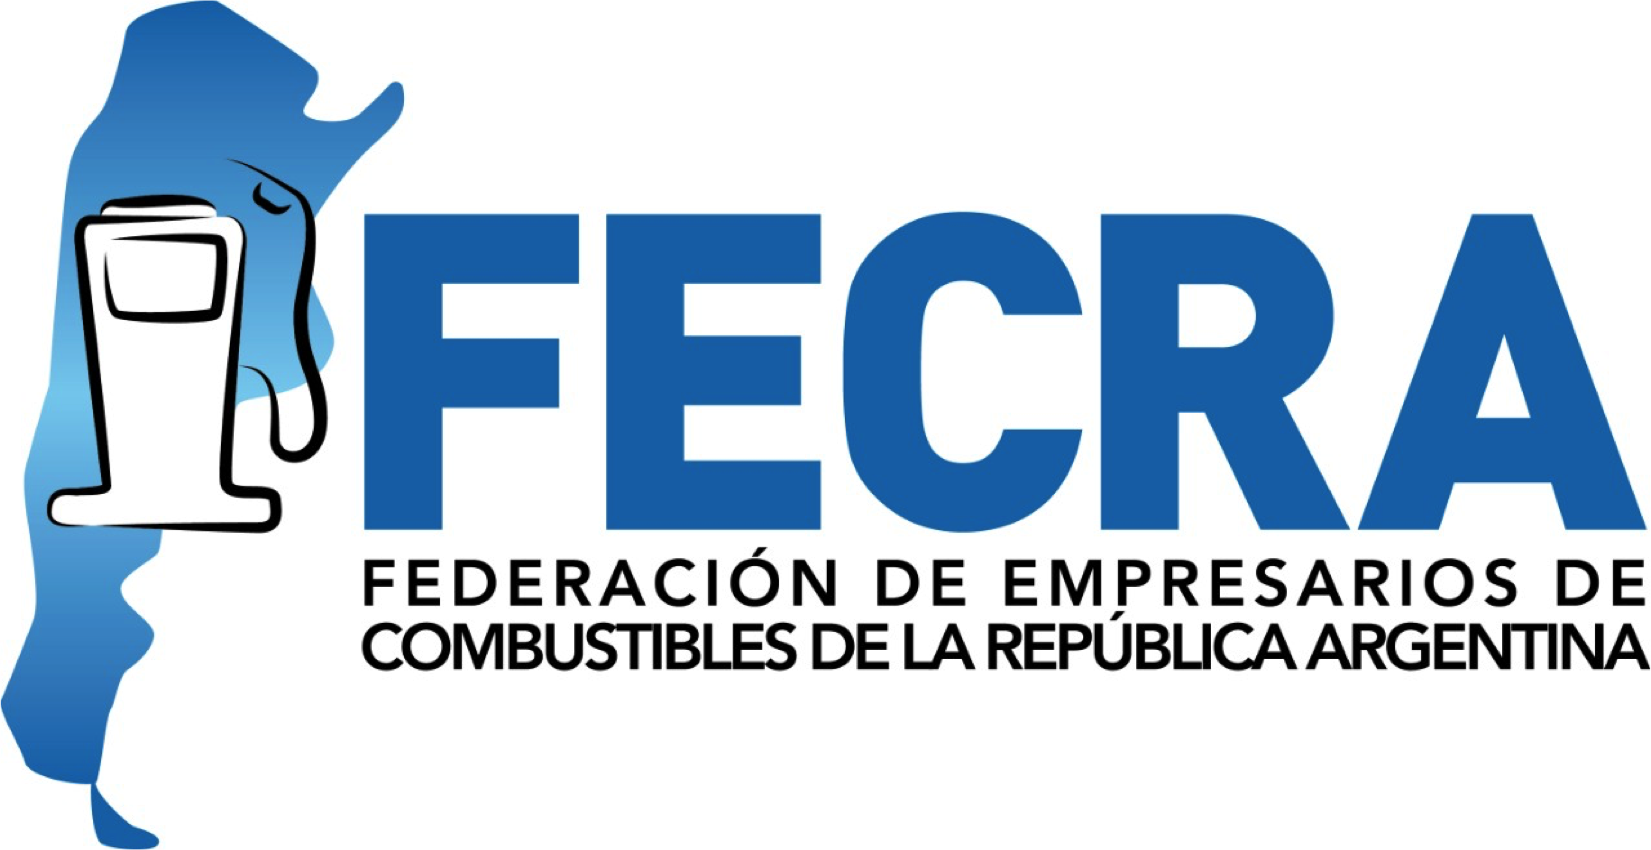 FECRA
FEDERACIÓN DE EMPRESARIOS DE
COMBUSTIBLES DE LA REPÚBLICA ARGENTINA